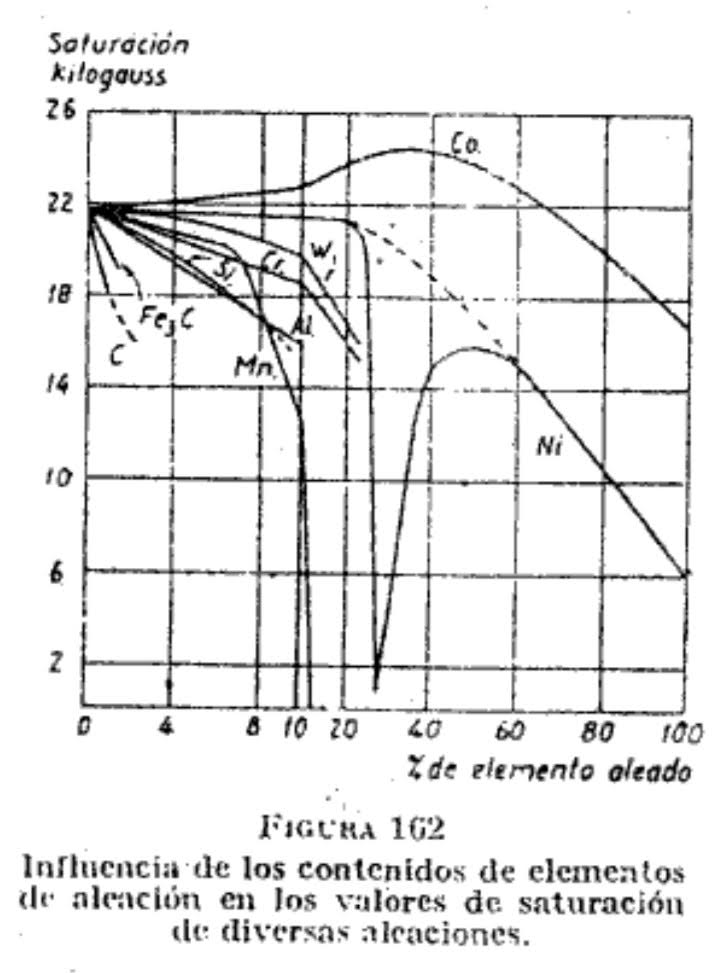 Saturación
kilogauss
26
22
18
14
10
6
2
Co.
W
Cr.
Si.
Al.
Mn.
Fe3C
C
Ni
0 4 8 10 20 40 60 80 100
% de elemento aleado
FIGURA 162
Influencia de los contenidos de elementos
de aleación en los valores de saturación
de diversas aleaciones.